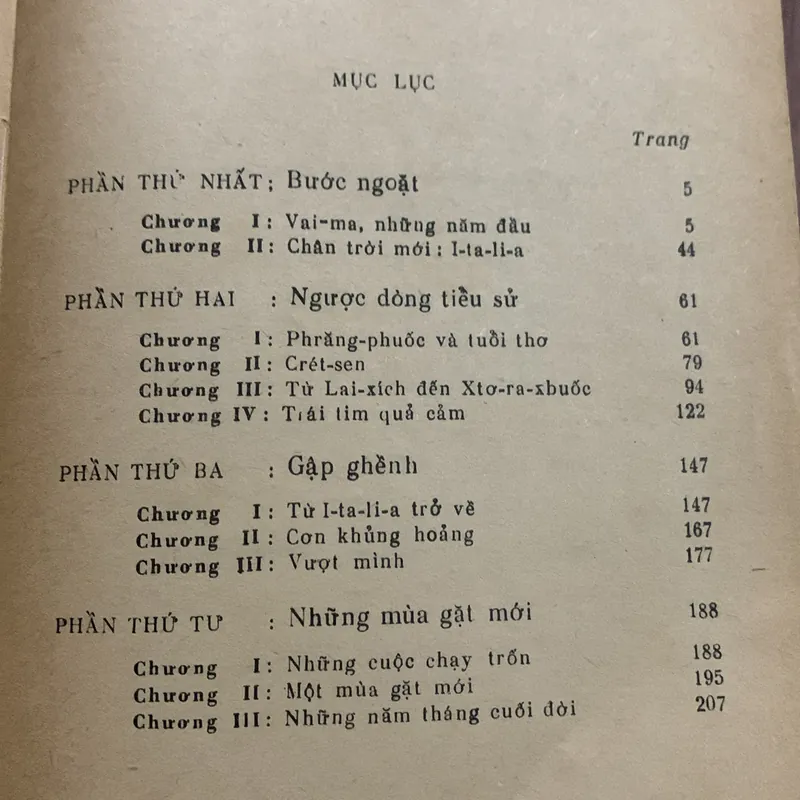 MỤC LỤC
Trang
PHẦN THỨ NHẤT: Bước ngoặt 5
Chương I: Vai-ma, những năm đầu 5
Chương II: Chân trời mới: I-ta-li-a 44
PHẦN THỨ HAI : Ngược dòng tiểu sử 61
Chương I: Phrăng-phuốc và tuổi thơ 61
Chương II: Crét-sen 79
Chương III: Từ Lai-xích đến Xtơ-ra-xbuốc 94
Chương IV: Trái tim quả cảm 122
PHẦN THỨ BA : Gập ghềnh 147
Chương I: Từ I-ta-li-a trở về 147
Chương II: Cơn khủng hoảng 167
Chương III: Vượt mình 177
PHẦN THỨ TƯ : Những mùa gặt mới 188
Chương I: Những cuộc chạy trốn 188
Chương II: Một mùa gặt mới 195
Chương III: Những năm tháng cuối đời 207